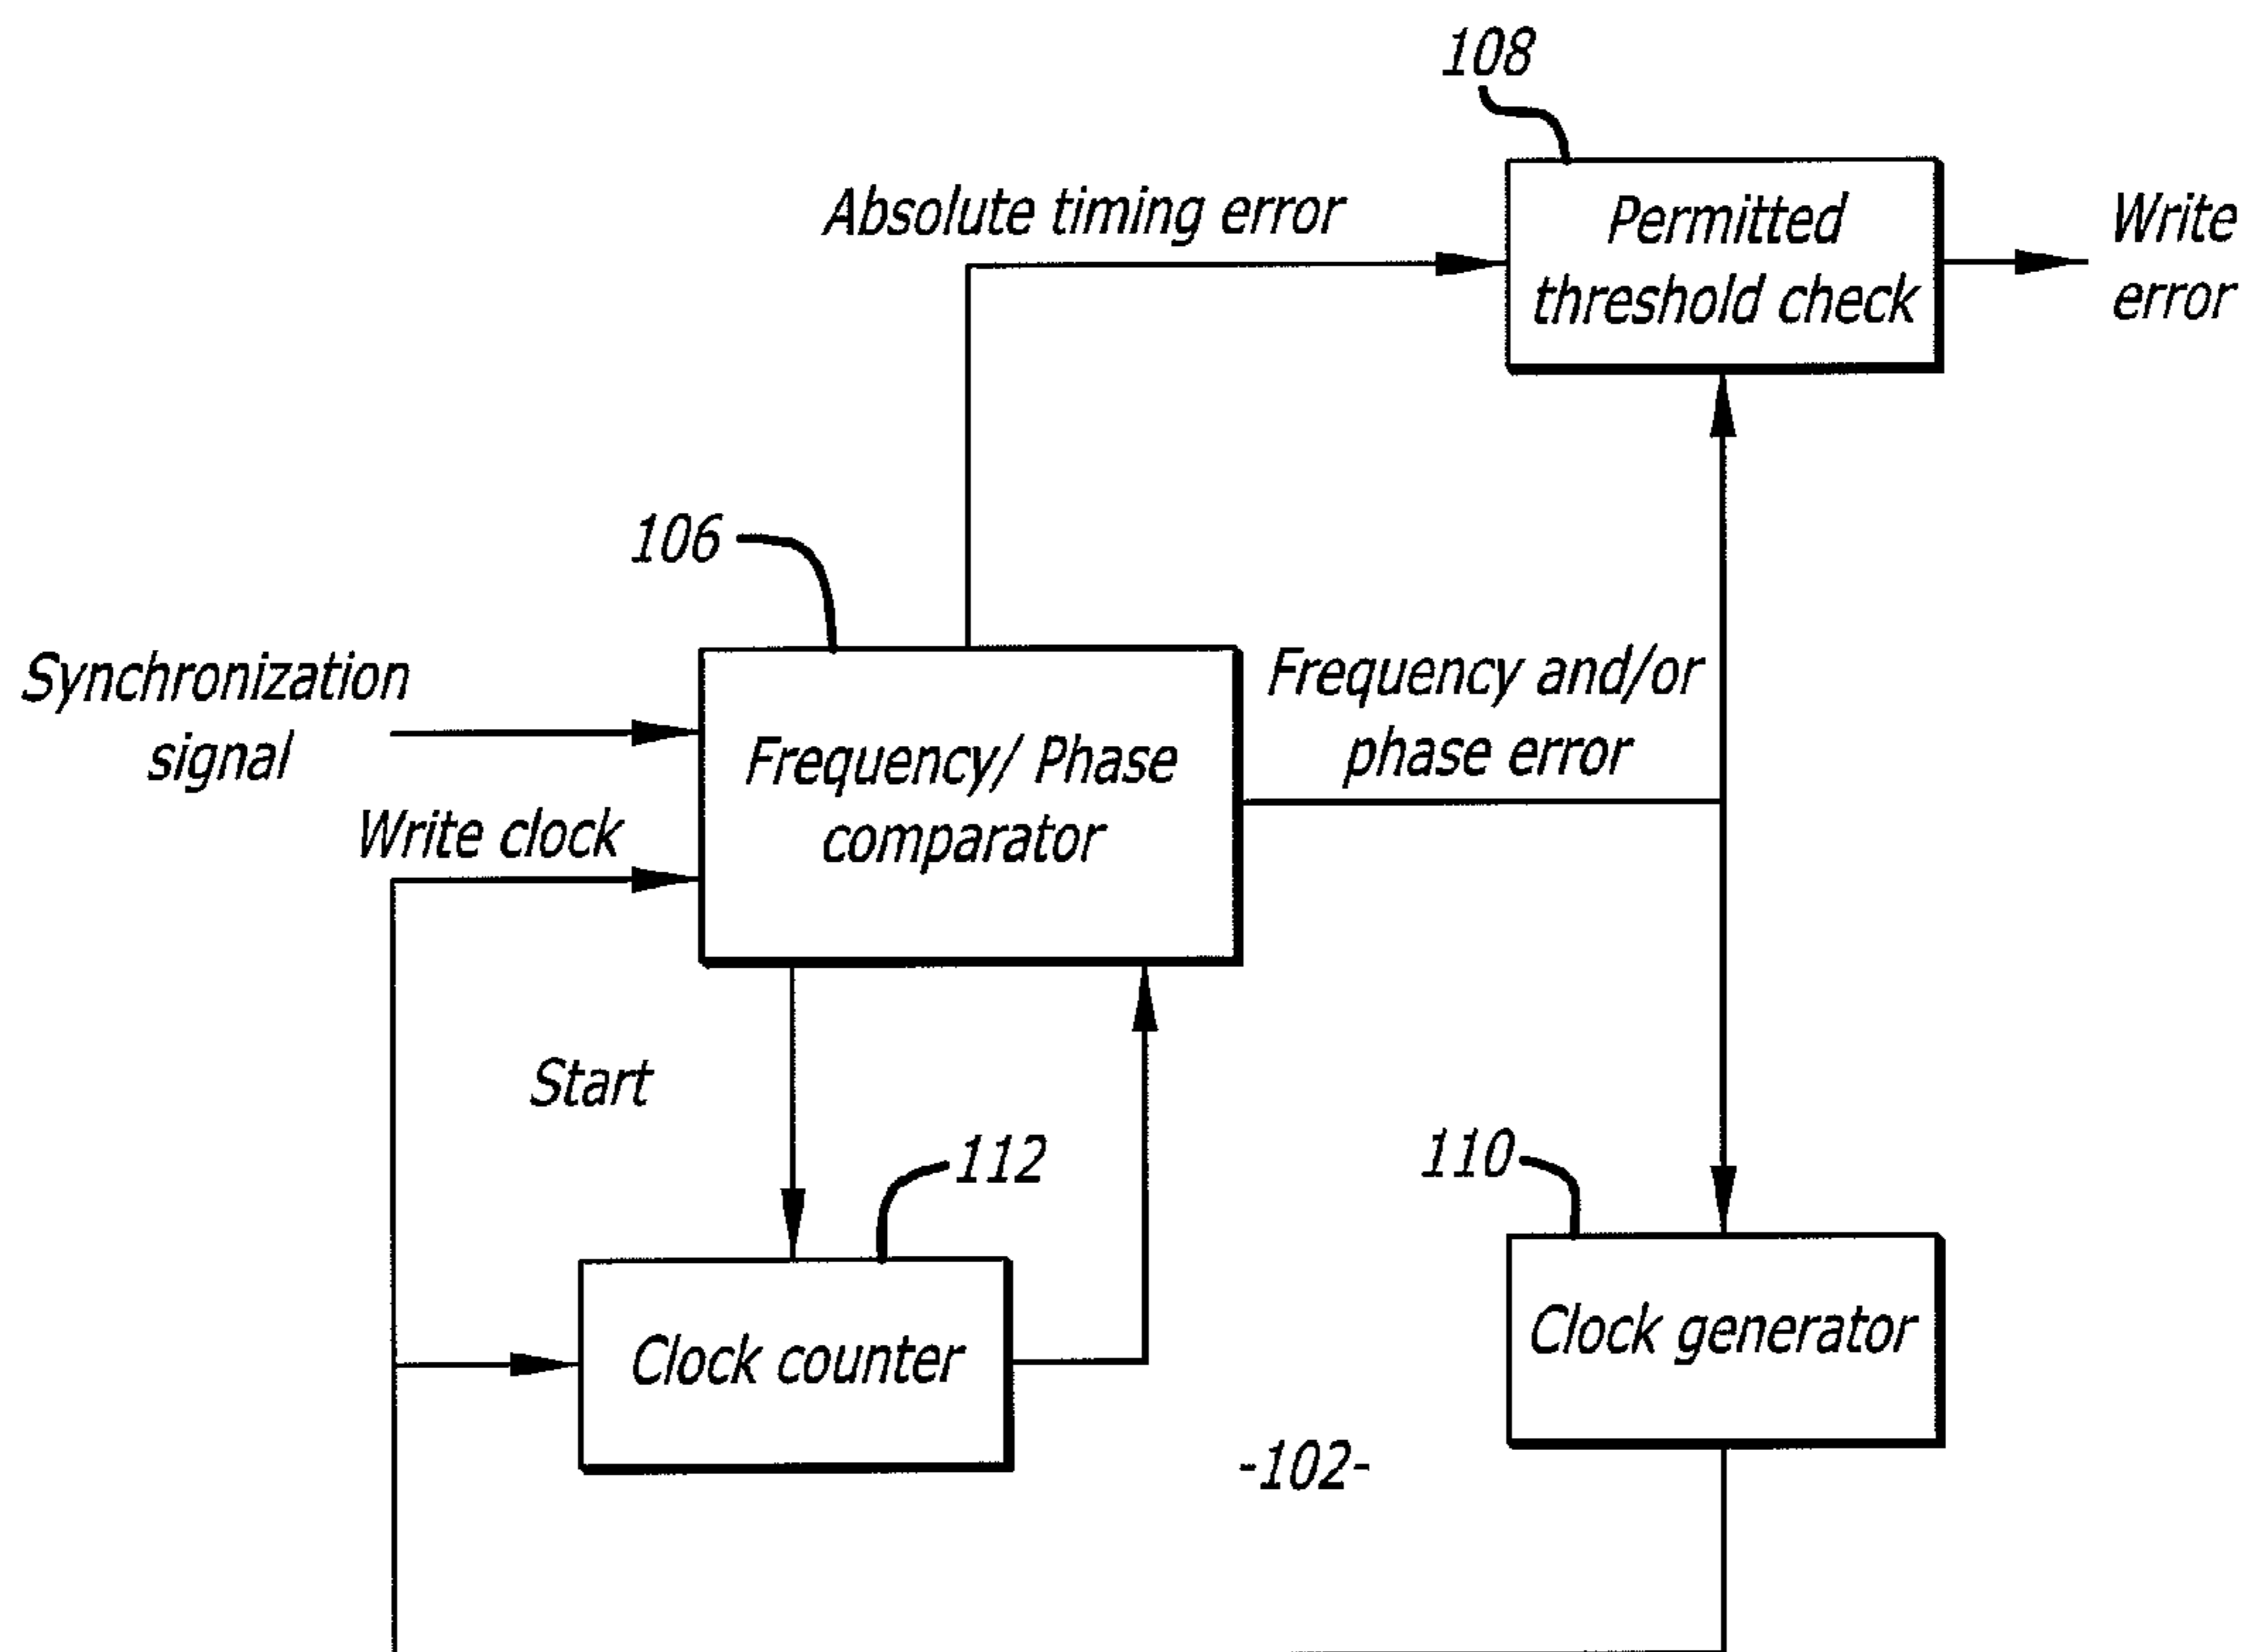 108
Absolute timing error
Permitted
threshold check
Write
error
106
Synchronization
signal
Frequency/ Phase
comparator
Frequency and/or
phase error
Write clock
Start
112
110
Clock counter
Clock generator
-102-